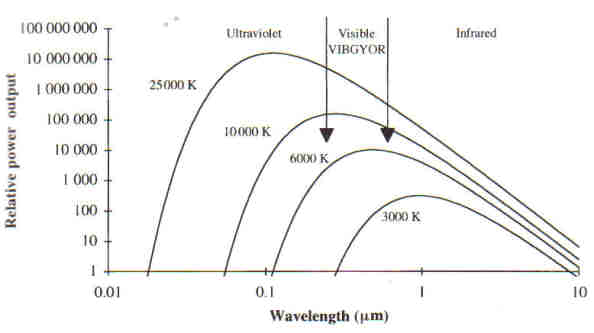 Relative power output
100 000 000
10 000 000
1 000 000
100 000
10 000
1 000
100
10
1
Ultraviolet
Visible
VIBGYOR
Infrared
25000 K
10000 K
6000 K
3000 K
0.01
0.1
1
10
Wavelength (μm)